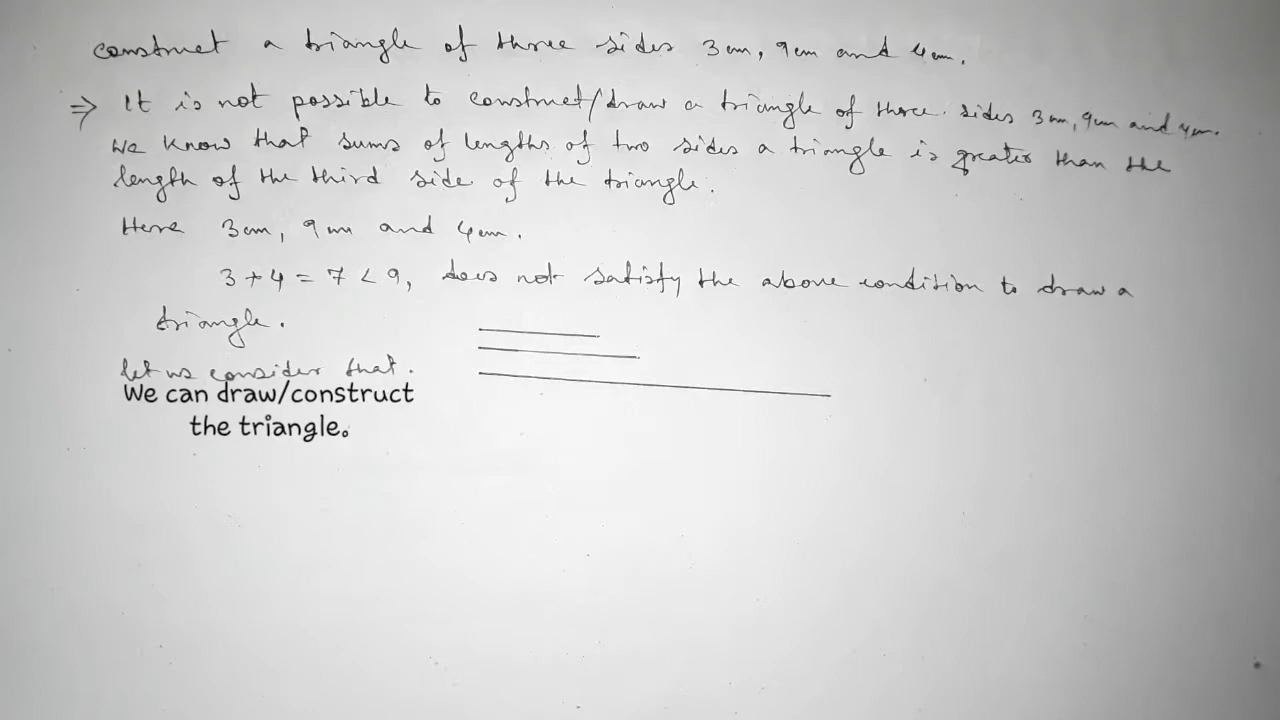 construct a triangle of three sides 3 cm, 9cm and 4cm.
⇒ It is not possible to construct/draw a triangle of three sides 3cm, 9cm and 4cm.
We know that sums of lengths of two sides a triangle is greater than the
length of the third side of the triangle.
Here 3cm, 9cm and 4cm.
3 + 4 = 7 < 9, does not satisfy the above condition to draw a
triangle.
let us consider that.
We can draw/construct
the triangle.